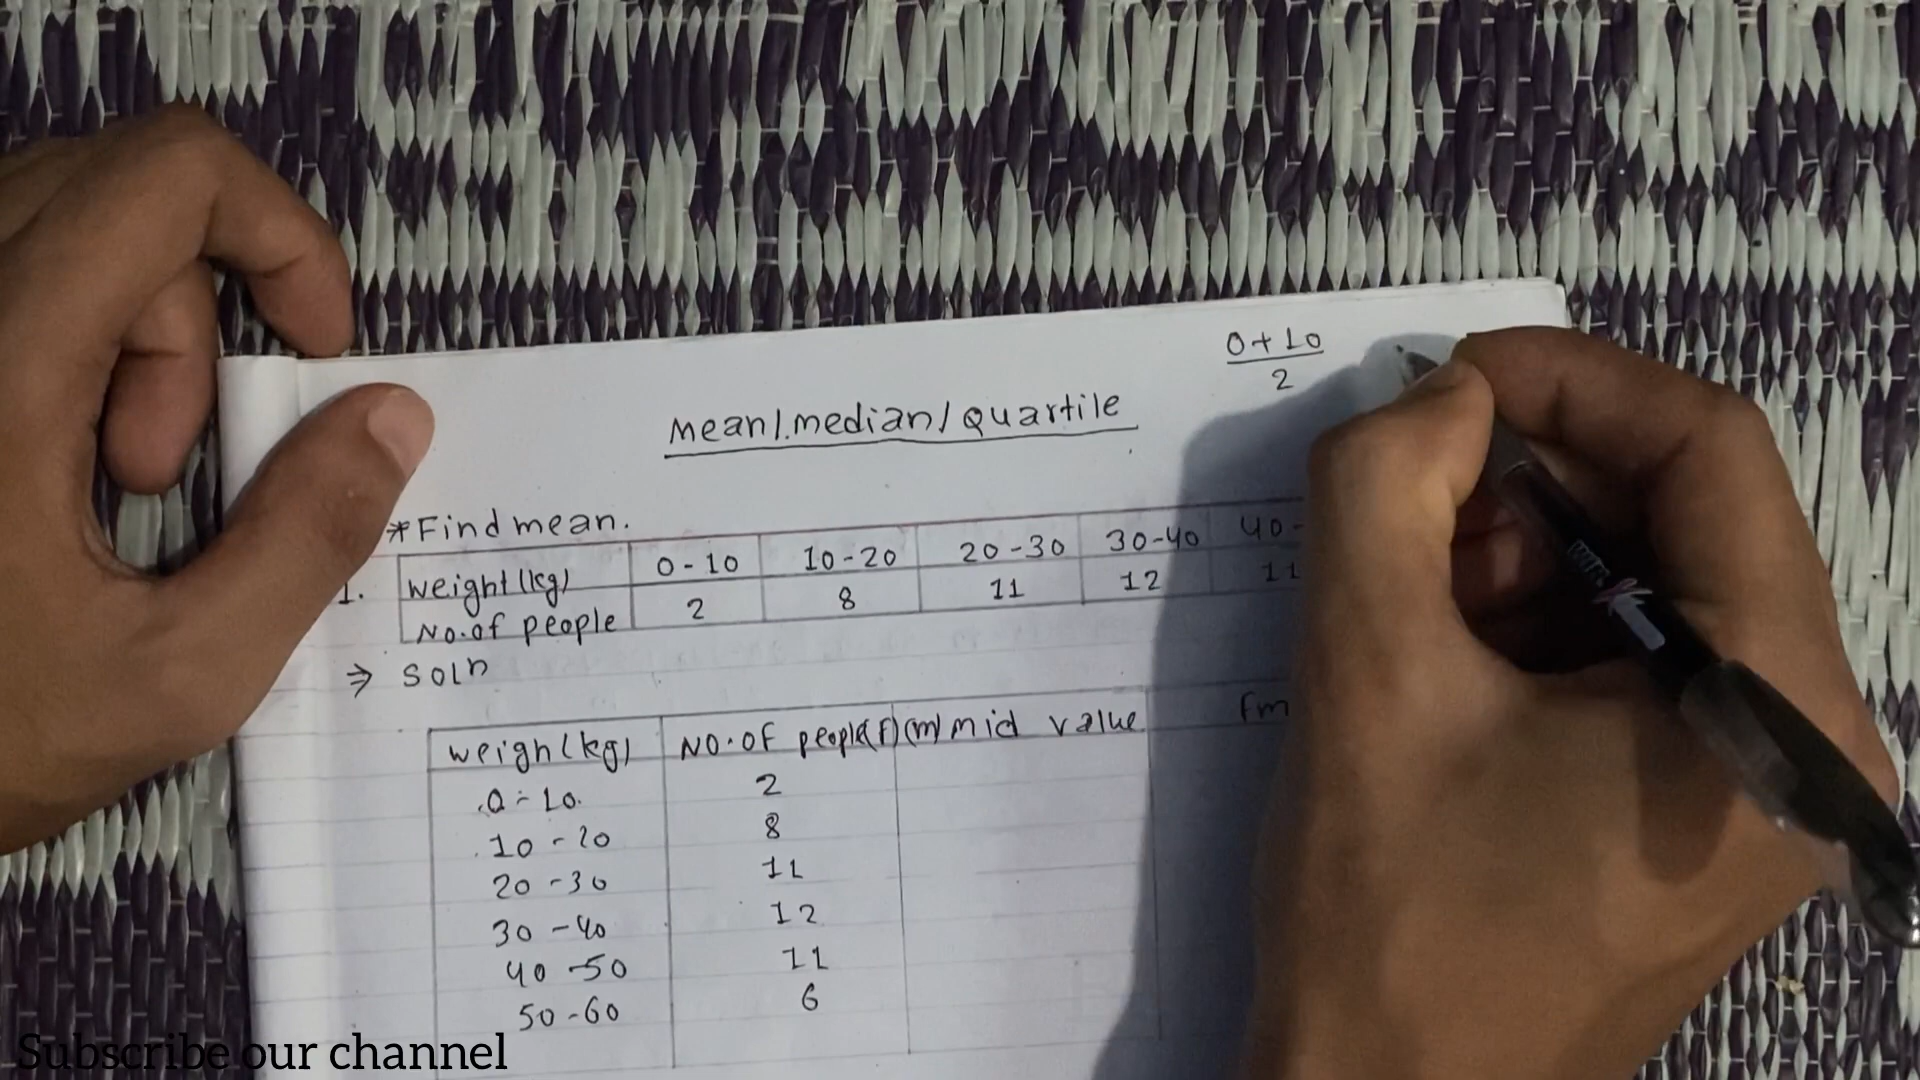 0+10
2
Mean/.median/Quartile
*Find mean.
1. weight(kg) 0-10 10-20 20-30 30-40 40-
No.of people 2 8 11 12 11
⇒ Soln
weigh(kg) NO.OF people(F) (m) mid value fm
0-10 2
10-20 8
20-30 11
30-40 12
40-50 11
50-60 6
Subscribe our channel